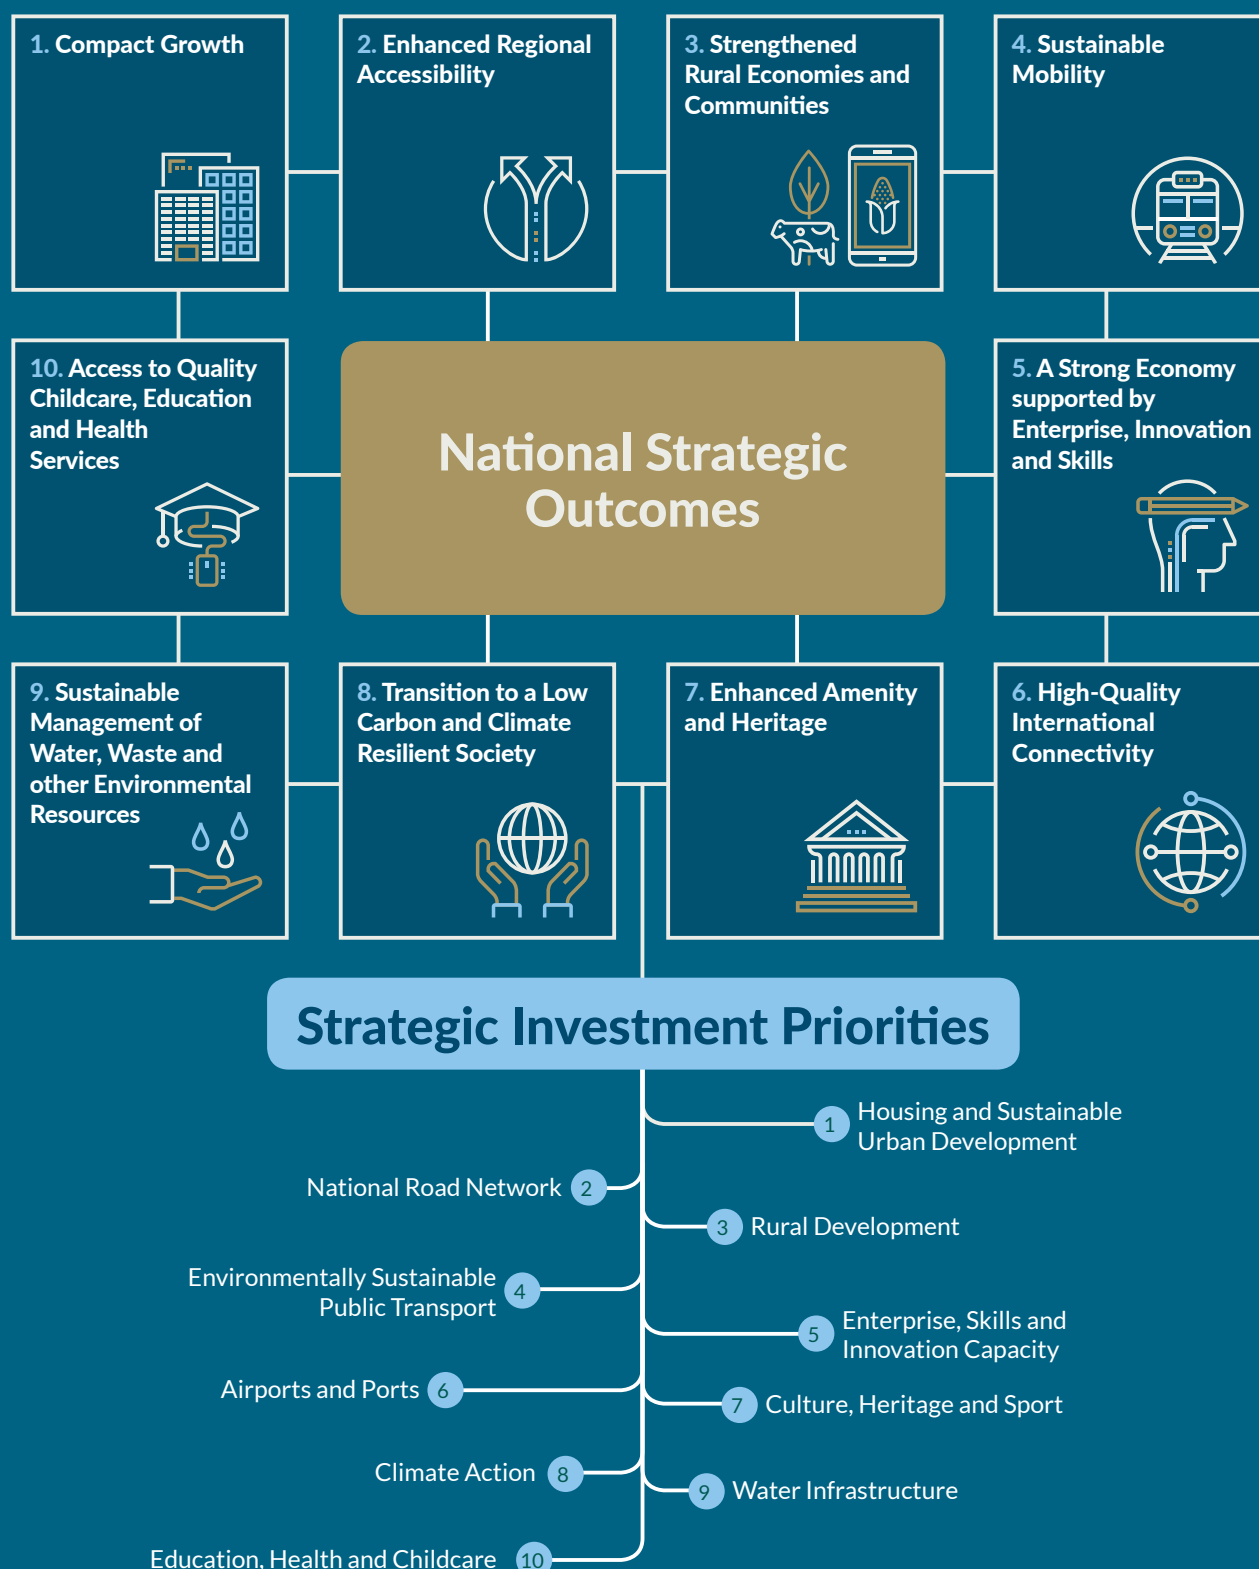 1. Compact Growth
2. Enhanced Regional
Accessibility
3. Strengthened
Rural Economies and
Communities
4. Sustainable
Mobility
10. Access to Quality
Childcare, Education
and Health
Services
National Strategic
Outcomes
5. A Strong Economy
supported by
Enterprise, Innovation
and Skills
9. Sustainable
Management of
Water, Waste and
other Environmental
Resources
8. Transition to a Low
Carbon and Climate
Resilient Society
7. Enhanced Amenity
and Heritage
6. High-Quality
International
Connectivity
Strategic Investment Priorities
1 Housing and Sustainable
Urban Development
National Road Network 2
3 Rural Development
Environmentally Sustainable
Public Transport 4
5 Enterprise, Skills and
Innovation Capacity
Airports and Ports 6
7 Culture, Heritage and Sport
Climate Action 8
9 Water Infrastructure
Education, Health and Childcare 10